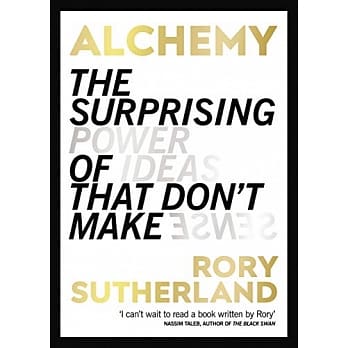 ALCHEMY
THE
SURPRISING
POWER
OF IDEAS
THAT DON'T
MAKE SENSE
RORY
SUTHERLAND
'I can't wait to read a book written by Rory'
NASSIM TALEB, AUTHOR OF THE BLACK SWAN